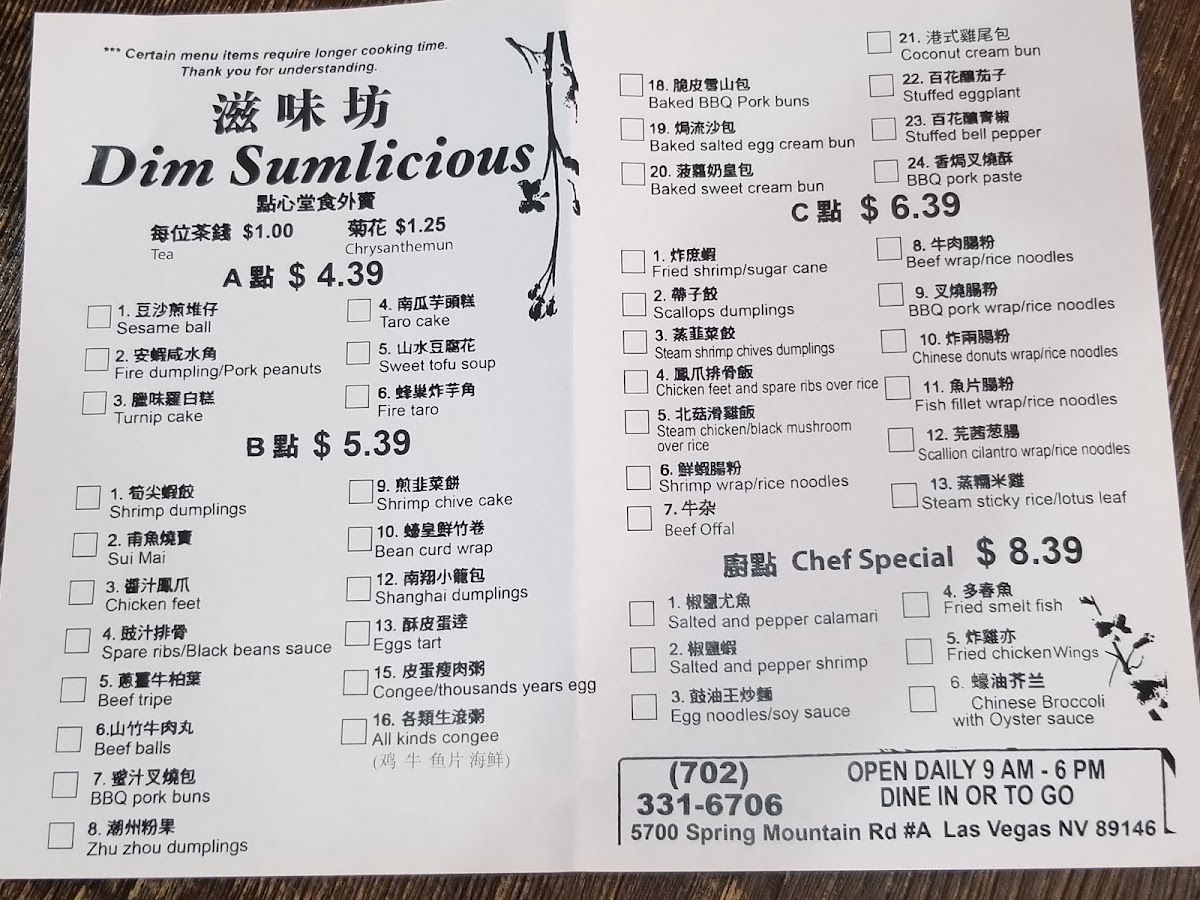 *** Certain menu items require longer cooking time.
Thank you for understanding.
滋味坊
Dim Sumlicious
點心堂食外賣
每位茶錢 $1.00
Tea
菊花 $1.25
Chrysanthemun
A 點 $ 4.39
1. 豆沙煎堆仔
Sesame ball
2. 安蝦咸水角
Fire dumpling/Pork peanuts
3. 臘味羅白糕
Turnip cake
4. 南瓜芋頭糕
Taro cake
5. 山水豆腐花
Sweet tofu soup
6. 蜂巢炸芋角
Fire taro
B 點 $ 5.39
1. 筍尖蝦餃
Shrimp dumplings
2. 甫魚燒賣
Sui Mai
3. 醬汁鳳爪
Chicken feet
4. 豉汁排骨
Spare ribs/Black beans sauce
5. 蔥薑牛柏葉
Beef tripe
6.山竹牛肉丸
Beef balls
7. 蜜汁叉燒包
BBQ pork buns
8. 潮州粉果
Zhu zhou dumplings
9. 煎韭菜餅
Shrimp chive cake
10. 蠔皇鮮竹卷
Bean curd wrap
12. 南翔小籠包
Shanghai dumplings
13. 酥皮蛋達
Eggs tart
15. 皮蛋瘦肉粥
Congee/thousands years egg
16. 各類生滾粥
All kinds congee
(鸡 牛 鱼片 海鲜)
18. 脆皮雪山包
Baked BBQ Pork buns
19. 焗流沙包
Baked salted egg cream bun
20. 菠蘿奶皇包
Baked sweet cream bun
21. 港式雞尾包
Coconut cream bun
22. 百花釀茄子
Stuffed eggplant
23. 百花釀青椒
Stuffed bell pepper
24. 香焗叉燒酥
BBQ pork paste
C 點 $ 6.39
1. 炸庶蝦
Fried shrimp/sugar cane
2. 帶子餃
Scallops dumplings
3. 蒸韮菜餃
Steam shrimp chives dumplings
4. 鳳爪排骨飯
Chicken feet and spare ribs over rice
5. 北菇滑雞飯
Steam chicken/black mushroom
over rice
6. 鮮蝦腸粉
Shrimp wrap/rice noodles
7. 牛杂
Beef Offal
8. 牛肉腸粉
Beef wrap/rice noodles
9. 叉燒腸粉
BBQ pork wrap/rice noodles
10. 炸兩腸粉
Chinese donuts wrap/rice noodles
11. 魚片腸粉
Fish fillet wrap/rice noodles
12. 芫茜葱腸
Scallion cilantro wrap/rice noodles
13. 蒸糯米雞
Steam sticky rice/lotus leaf
廚點 Chef Special $ 8.39
1. 椒鹽尤魚
Salted and pepper calamari
2. 椒鹽蝦
Salted and pepper shrimp
3. 鼓油王炒麵
Egg noodles/soy sauce
4. 多春魚
Fried smelt fish
5. 炸雞亦
Fried chicken Wings
6. 蠔油芥兰
Chinese Broccoli
with Oyster sauce
(702)
331-6706
OPEN DAILY 9 AM - 6 PM
DINE IN OR TO GO
5700 Spring Mountain Rd #A Las Vegas NV 89146